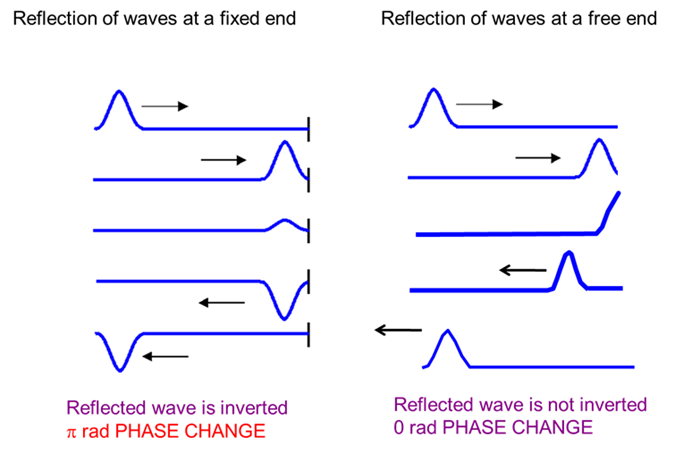 Reflection of waves at a fixed end
Reflection of waves at a free end
Reflected wave is inverted
π rad PHASE CHANGE
Reflected wave is not inverted
0 rad PHASE CHANGE